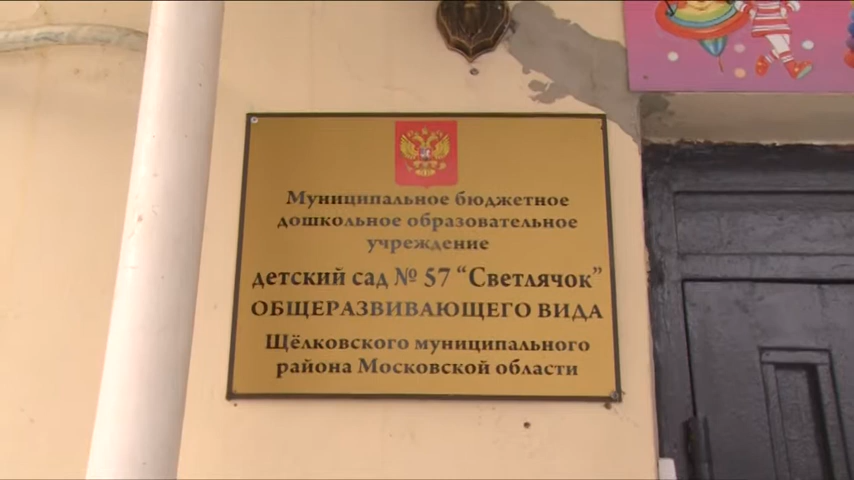 Муниципальное бюджетное
дошкольное образовательное
учреждение
детский сад № 57 “Светлячок”
ОБЩЕРАЗВИВАЮЩЕГО ВИДА
Щёлковского муниципального
района Московской области